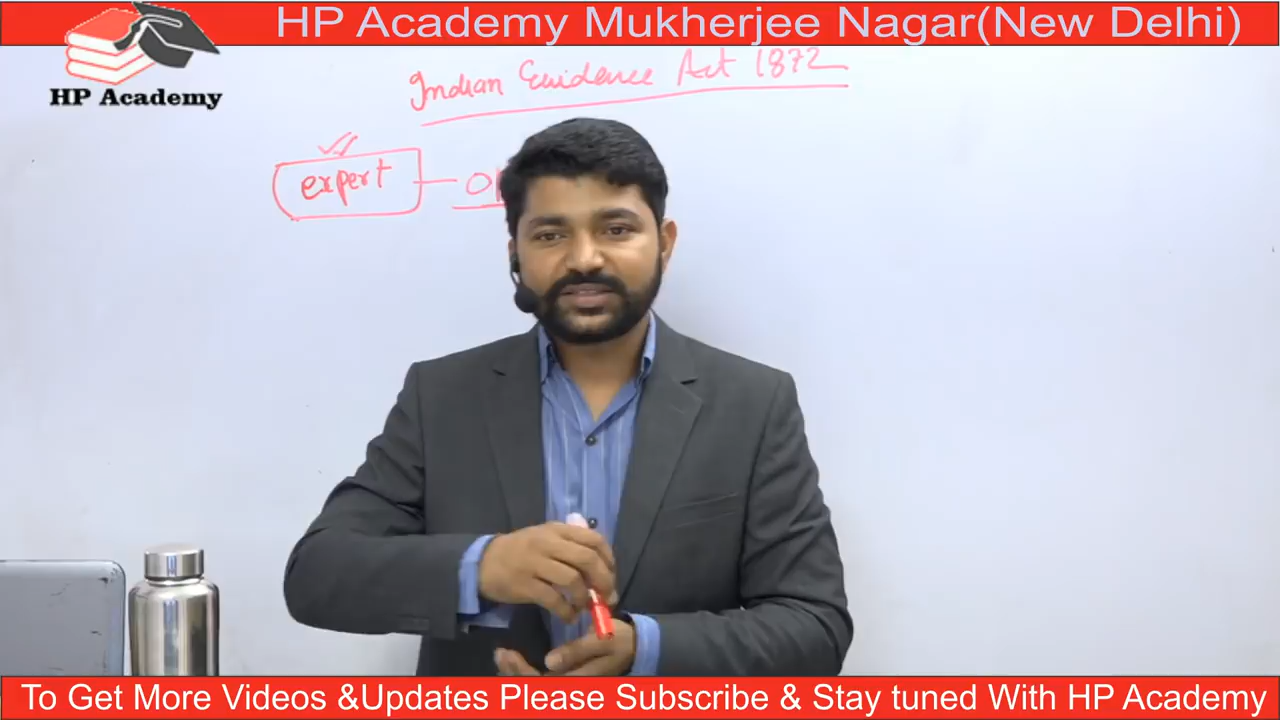 HP Academy Mukherjee Nagar(New Delhi)
HP Academy
Indian Evidence Act 1872
expert
To Get More Videos &Updates Please Subscribe & Stay tuned With HP Academy